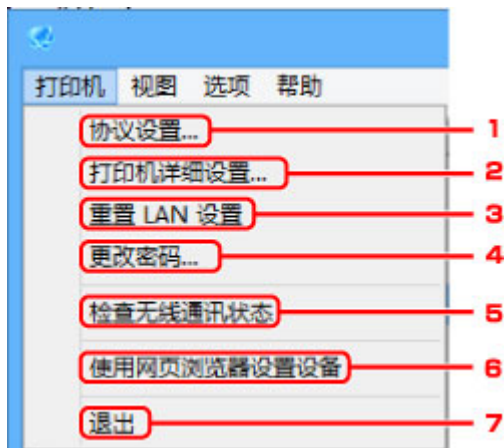 打印机 视图 选项 帮助
协议设置... 1
打印机详细设置... 2
重置 LAN 设置 3
更改密码... 4
检查无线通讯状态 5
使用网页浏览器设置设备 6
退出 7